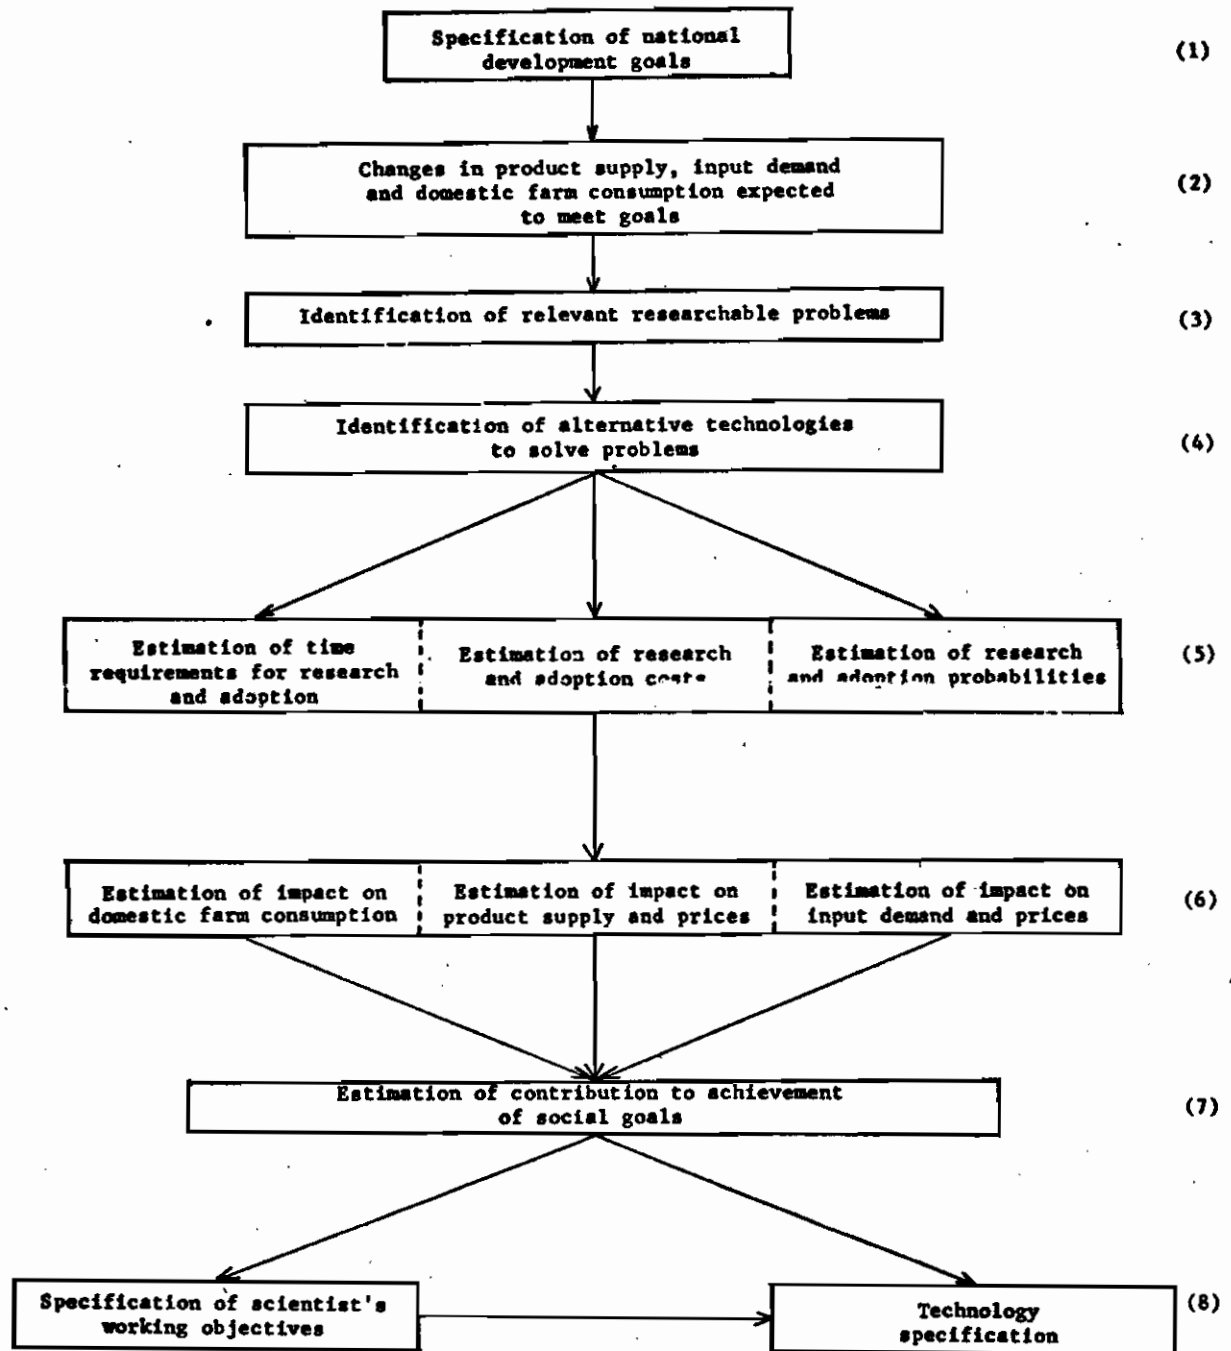 Specification of national
development goals
(1)
Changes in product supply, input demand
and domestic farm consumption expected
to meet goals
(2)
Identification of relevant researchable problems
(3)
Identification of alternative technologies
to solve problems
(4)
Estimation of time
requirements for research
and adoption
Estimation of research
and adoption costs
Estimation of research
and adoption probabilities
(5)
Estimation of impact on
domestic farm consumption
Estimation of impact on
product supply and prices
Estimation of impact on
input demand and prices
(6)
Estimation of contribution to achievement
of social goals
(7)
Specification of scientist's
working objectives
Technology
specification
(8)